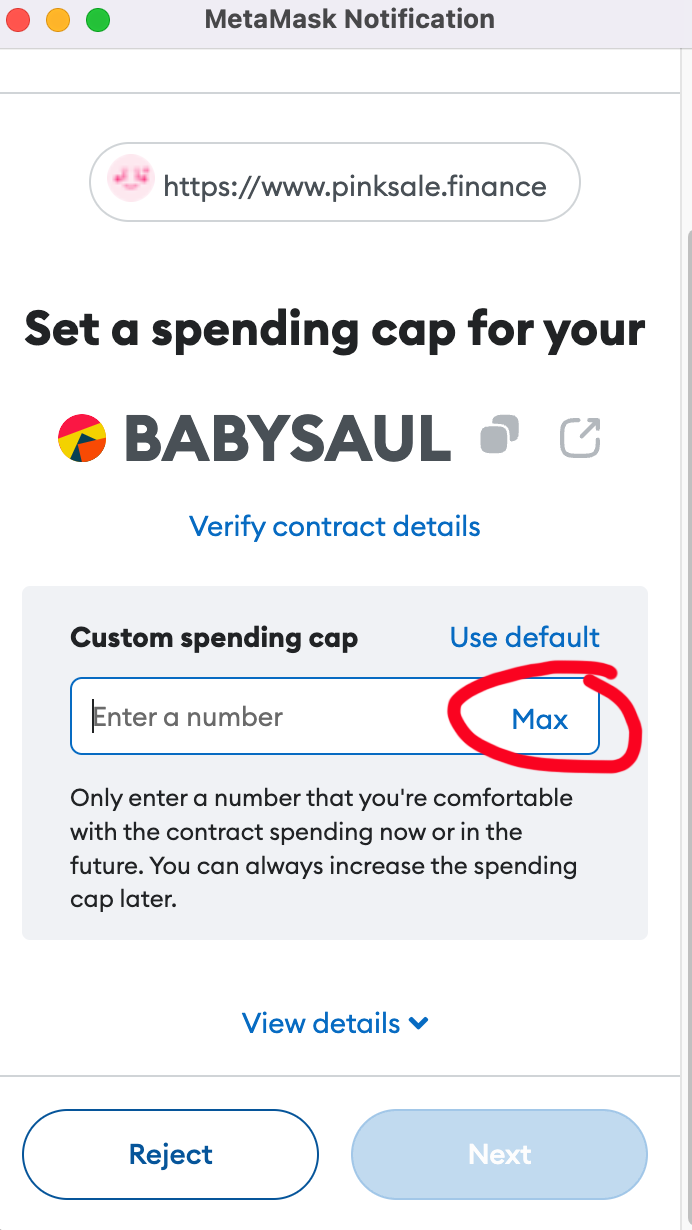 MetaMask Notification
https://www.pinksale.finance
Set a spending cap for your
BABYSAUL
Verify contract details
Custom spending cap Use default
Enter a number Max
Only enter a number that you're comfortable
with the contract spending now or in the
future. You can always increase the spending
cap later.
View details
Reject Next